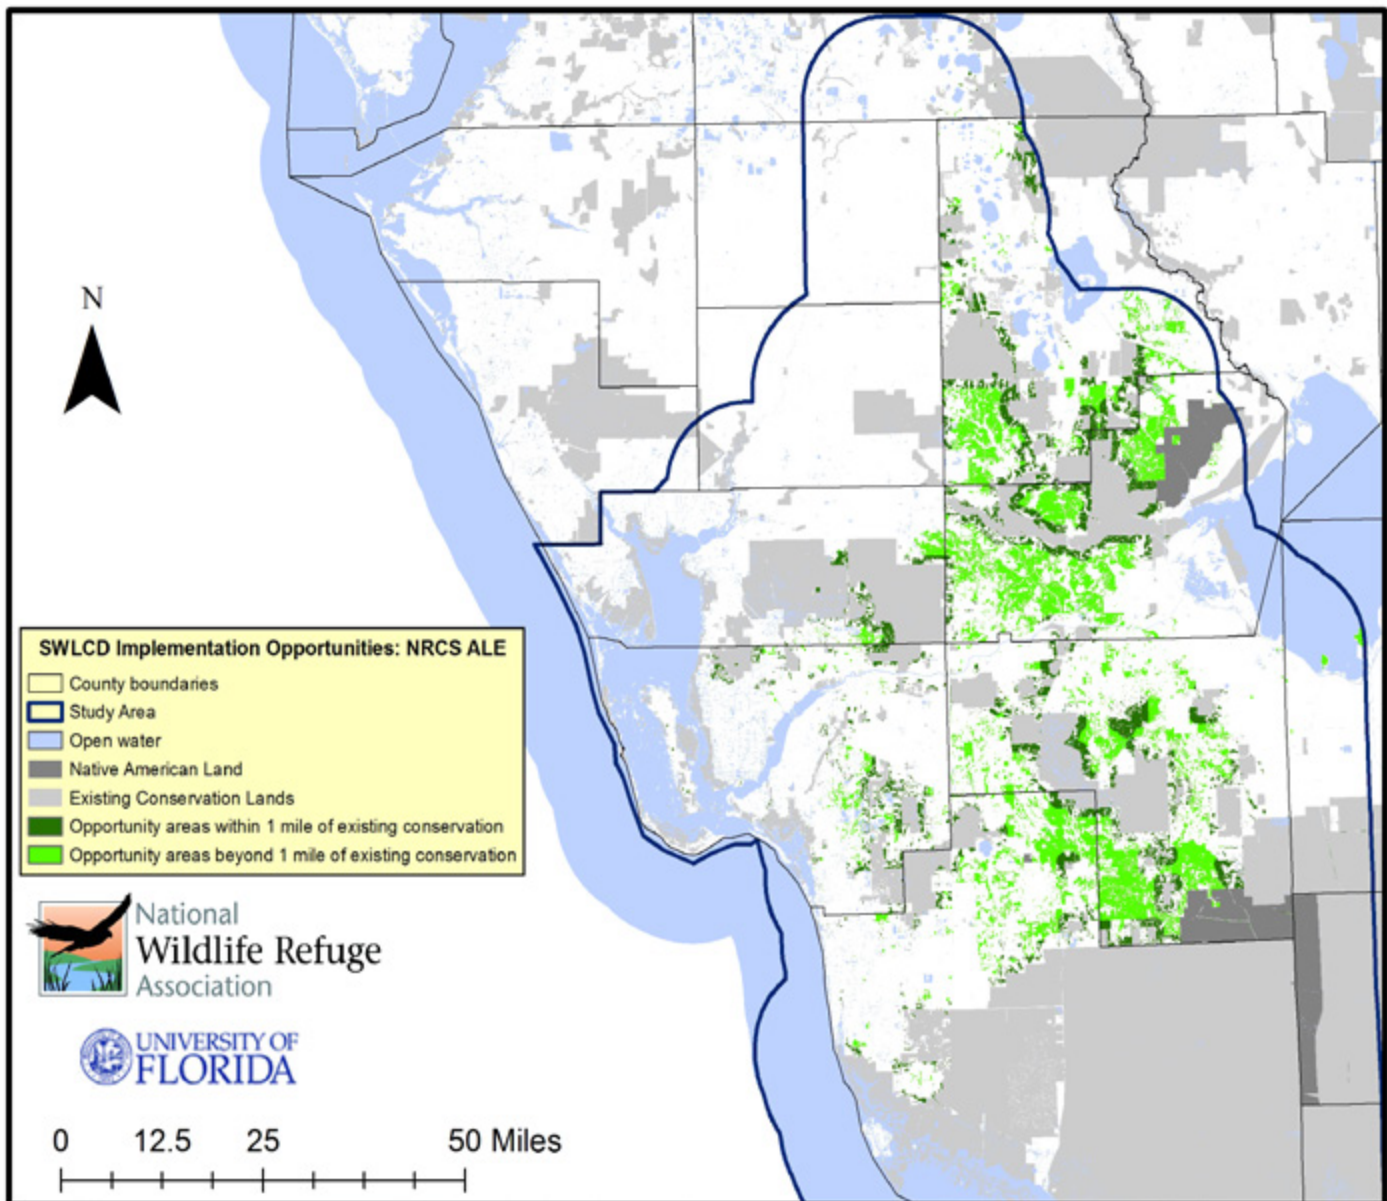 N
SWLCD Implementation Opportunities: NRCS ALE
County boundaries
Study Area
Open water
Native American Land
Existing Conservation Lands
Opportunity areas within 1 mile of existing conservation
Opportunity areas beyond 1 mile of existing conservation
National
Wildlife Refuge
Association
UNIVERSITY OF
FLORIDA
0 12.5 25 50 Miles